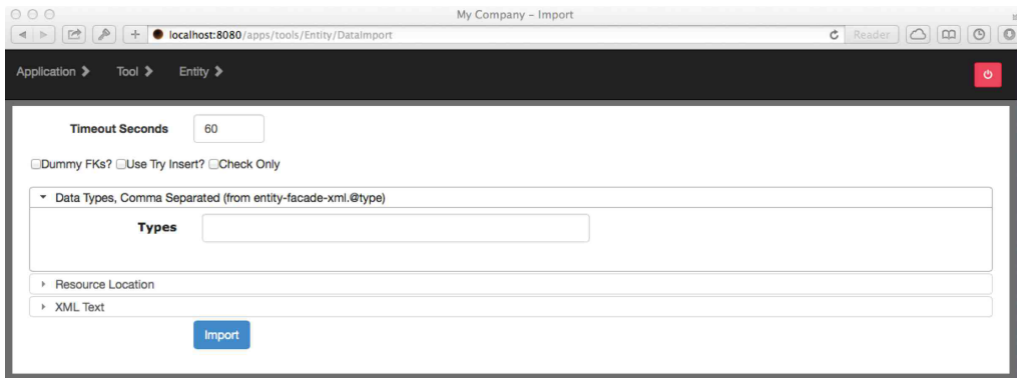 My Company – Import
localhost:8080/apps/tools/Entity/DataImport
Reader
Application Tool Entity
Timeout Seconds 60
Dummy FKs? Use Try Insert? Check Only
Data Types, Comma Separated (from entity-facade-xml.@type)
Types
Resource Location
XML Text
Import